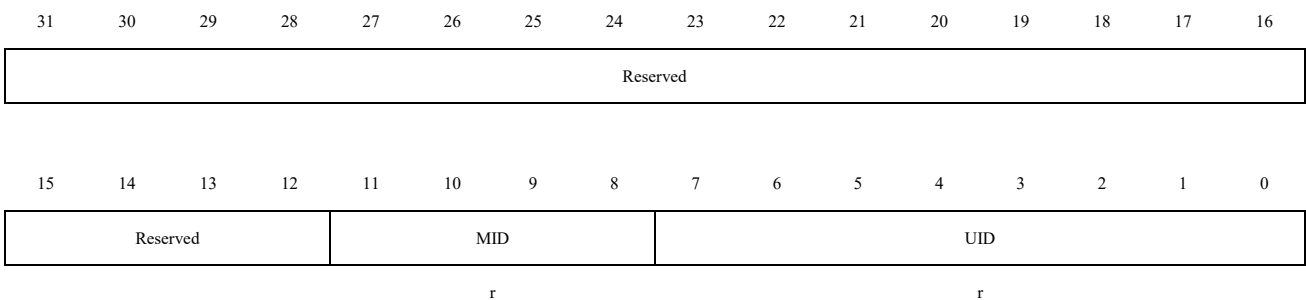 31 30 29 28 27 26 25 24 23 22 21 20 19 18 17 16
Reserved
15 14 13 12 11 10 9 8 7 6 5 4 3 2 1 0
Reserved MID UID
r r